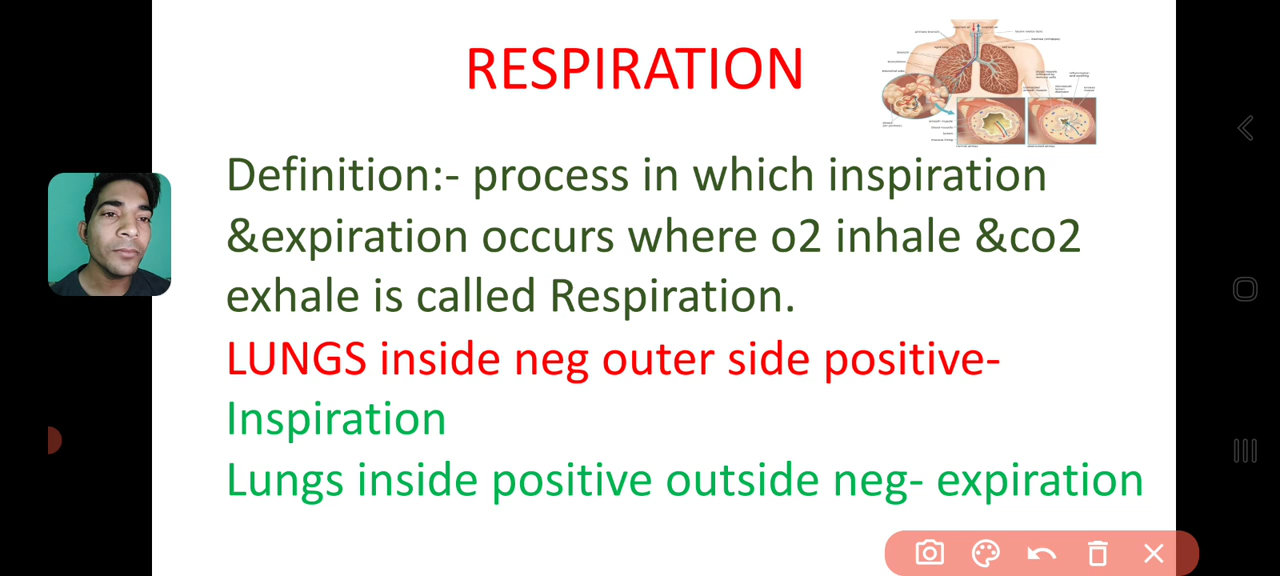 RESPIRATION
Definition:- process in which inspiration
&expiration occurs where o2 inhale &co2
exhale is called Respiration.
LUNGS inside neg outer side positive-
Inspiration
Lungs inside positive outside neg- expiration